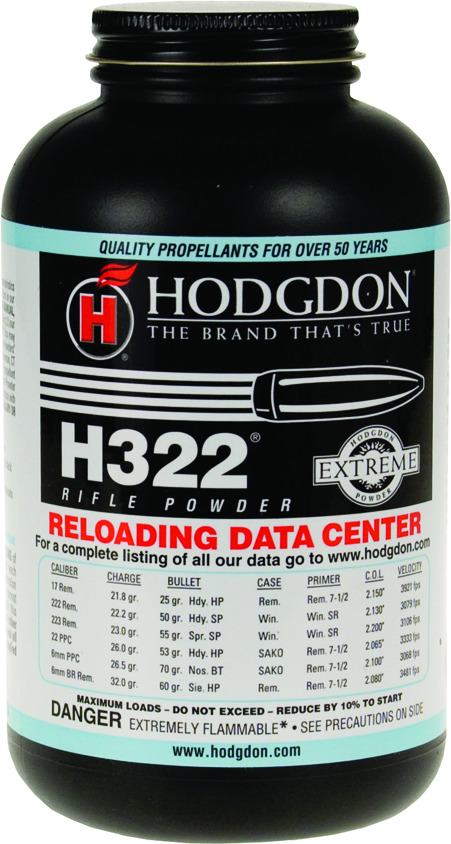 QUALITY PROPELLANTS FOR OVER 50 YEARS
H ®
HODGDON®
THE BRAND THAT'S TRUE
H322®
RIFLE POWDER
HODGDON
EXTREME
POWDER
RELOADING DATA CENTER
For a complete listing of all our data go to www.hodgdon.com
CALIBER CHARGE BULLET CASE PRIMER C.O.L. VELOCITY
17 Rem. 21.8 gr. 25 gr. Hdy. HP Rem. Rem. 7-1/2 2.150" 3921 fps
222 Rem. 22.2 gr. 50 gr. Hdy. SP Win. Win. SR 2.130" 3079 fps
223 Rem. 23.0 gr. 55 gr. Spr. SP Win. Win. SR 2.200" 3106 fps
22 PPC 26.0 gr. 53 gr. Hdy. HP SAKO Rem. 7-1/2 2.065" 3333 fps
6mm PPC 26.5 gr. 70 gr. Nos. BT SAKO Rem. 7-1/2 2.100" 3068 fps
6mm BR Rem. 32.0 gr. 60 gr. Sie. HP Rem. Rem. 7-1/2 2.080" 3481 fps
MAXIMUM LOADS – DO NOT EXCEED – REDUCE BY 10% TO START
DANGER EXTREMELY FLAMMABLE* • SEE PRECAUTIONS ON SIDE
www.hodgdon.com